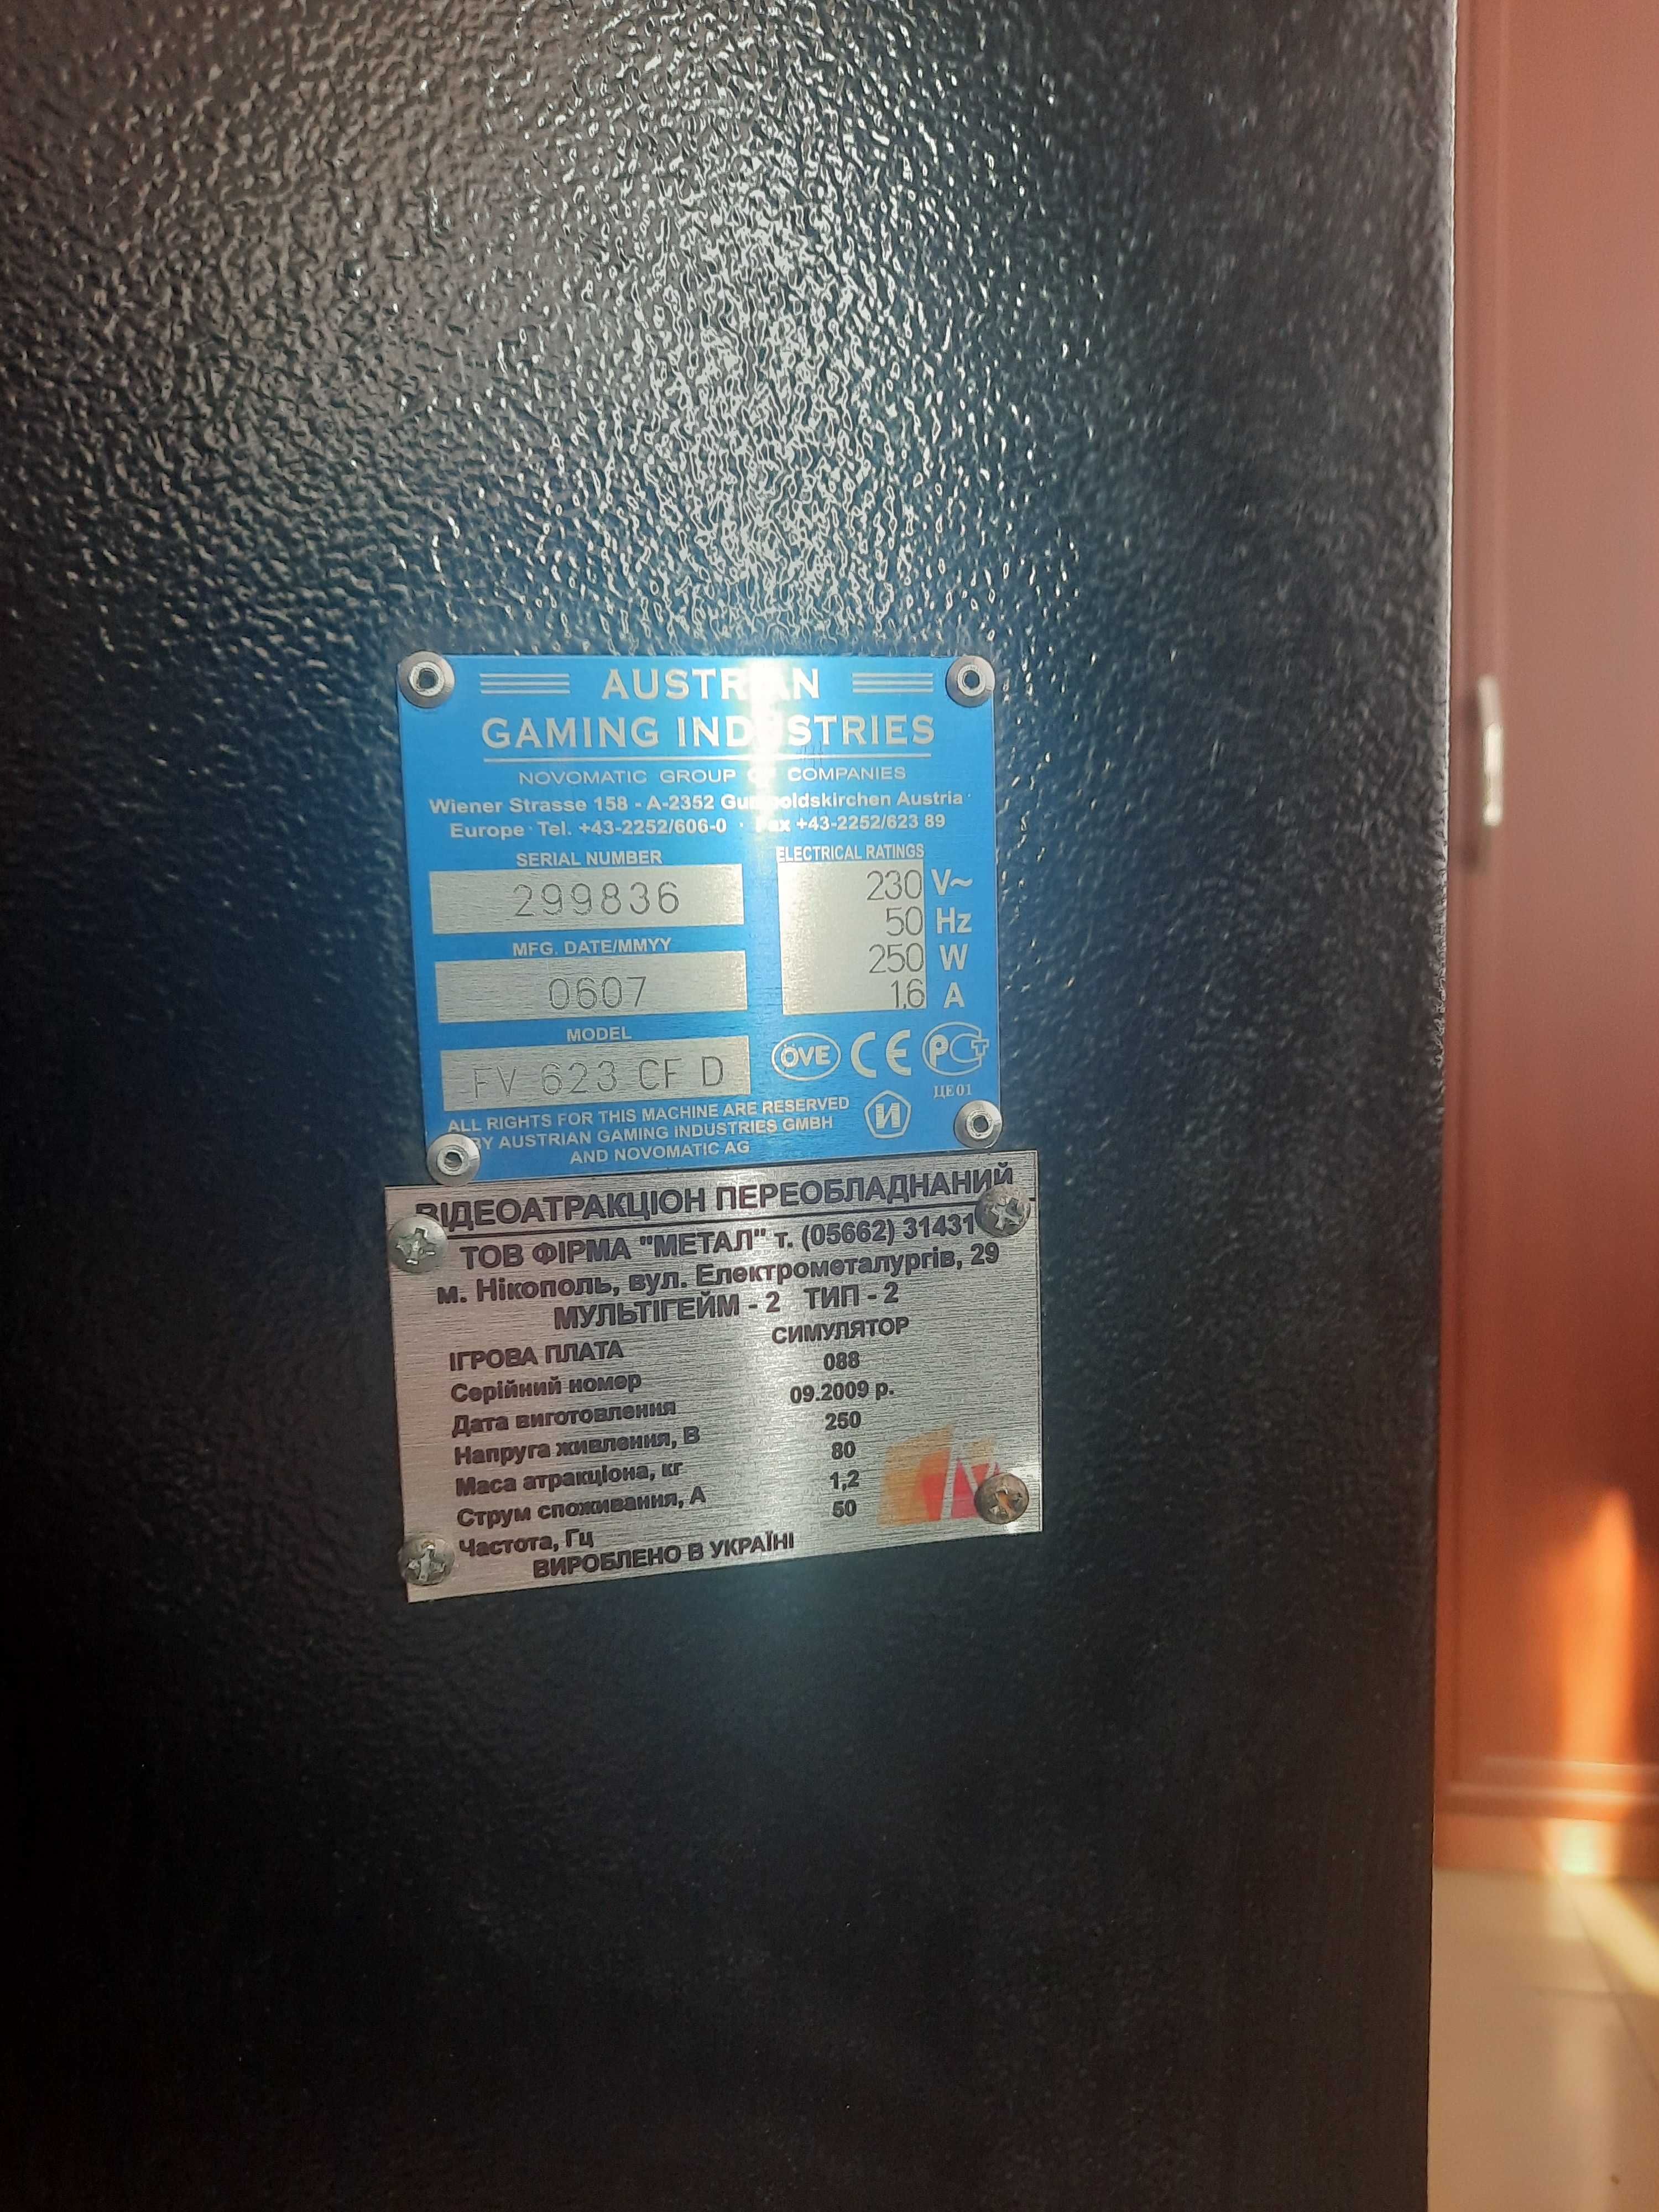 AUSTRIAN
GAMING INDUSTRIES
NOVOMATIC GROUP OF COMPANIES
Wiener Strasse 158 - A-2352 Gumpoldskirchen Austria
Europe · Tel. +43-2252/606-0 · Fax +43-2252/623 89
SERIAL NUMBER
299836
MFG. DATE/MMYY
0607
MODEL
FV 623 CF D
ELECTRICAL RATINGS
230 V~
50 Hz
250 W
1,6 A
ÖVE CE РСТ
ЦЕ01
И
ALL RIGHTS FOR THIS MACHINE ARE RESERVED
BY AUSTRIAN GAMING INDUSTRIES GMBH
AND NOVOMATIC AG
ВІДЕОАТРАКЦІОН ПЕРЕОБЛАДНАНИЙ
ТОВ ФІРМА "МЕТАЛ" т. (05662) 31431
м. Нікополь, вул. Електрометалургів, 29
МУЛЬТІГЕЙМ - 2 ТИП - 2
ІГРОВА ПЛАТА СИМУЛЯТОР
Серійний номер 088
Дата виготовлення 09.2009 р.
Напруга живлення, В 250
Маса атракціона, кг 80
Струм споживання, А 1,2
Частота, Гц 50
ВИРОБЛЕНО В УКРАЇНІ